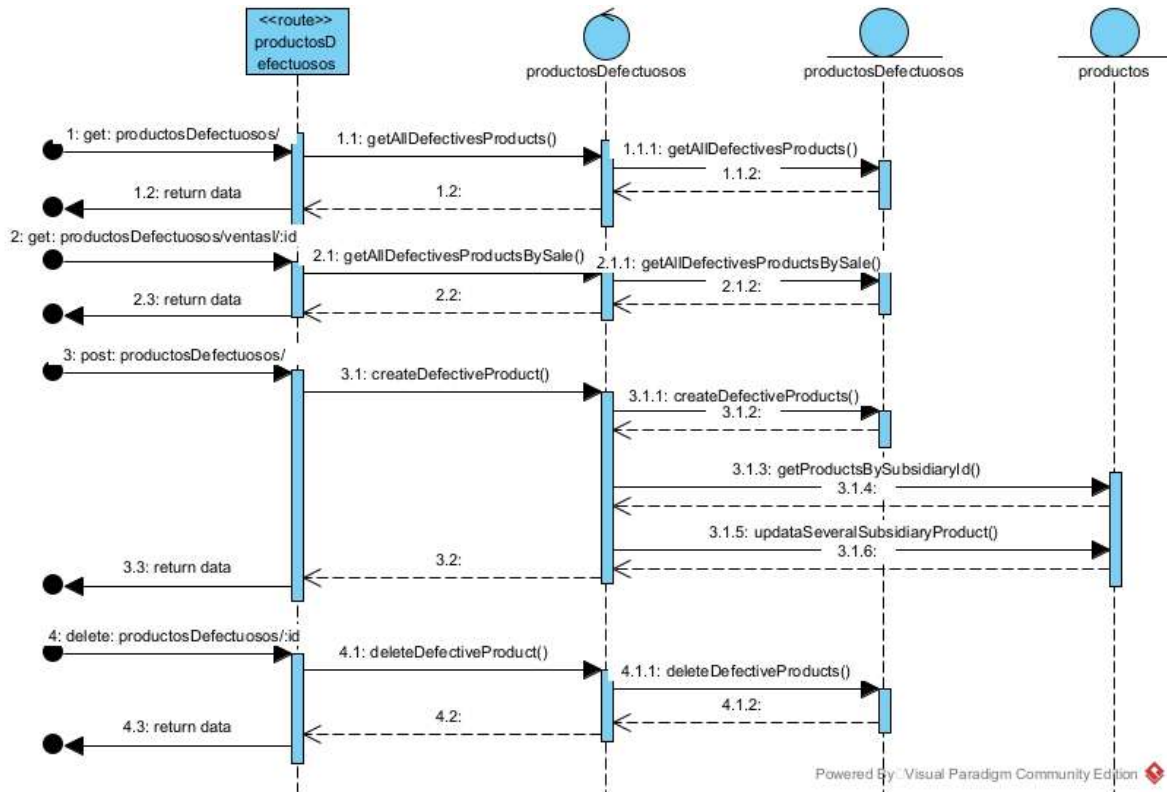 <<route>>
productosD
efectuosos
productosDefectuosos
productosDefectuosos
productos
1: get: productosDefectuosos/
1.1: getAllDefectivesProducts()
1.1.1: getAllDefectivesProducts()
1.1.2:
1.2: return data
1.2:
2: get: productosDefectuosos/ventasl/:id
2.1: getAllDefectivesProductsBySale()
2.1.1: getAllDefectivesProductsBySale()
2.1.2:
2.3: return data
2.2:
3: post: productosDefectuosos/
3.1: createDefectiveProduct()
3.1.1: createDefectiveProducts()
3.1.2:
3.1.3: getProductsBySubsidiaryId()
3.1.4:
3.1.5: updataSeveralSubsidiaryProduct()
3.1.6:
3.3: return data
3.2:
4: delete: productosDefectuosos/:id
4.1: deleteDefectiveProduct()
4.1.1: deleteDefectiveProducts()
4.1.2:
4.3: return data
4.2:
Powered By Visual Paradigm Community Edition